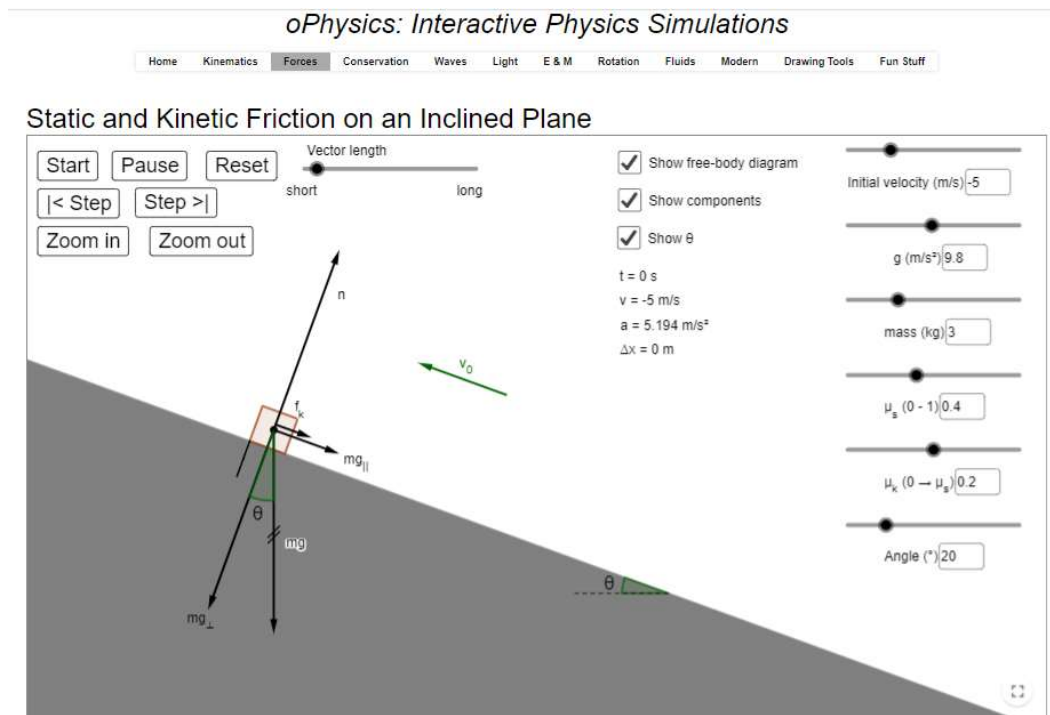 oPhysics: Interactive Physics Simulations
Home Kinematics Forces Conservation Waves Light E & M Rotation Fluids Modern Drawing Tools Fun Stuff
Static and Kinetic Friction on an Inclined Plane
Start Pause Reset
Vector length
short long
|< Step Step >|
Zoom in Zoom out
Show free-body diagram
Show components
Show θ
t = 0 s
v = -5 m/s
a = 5.194 m/s²
Δx = 0 m
Initial velocity (m/s) -5
g (m/s²) 9.8
mass (kg) 3
μₛ (0 - 1) 0.4
μₖ (0 → μₛ) 0.2
Angle (°) 20
n
v₀
fₖ
mg||
θ
mg
mg⊥
θ